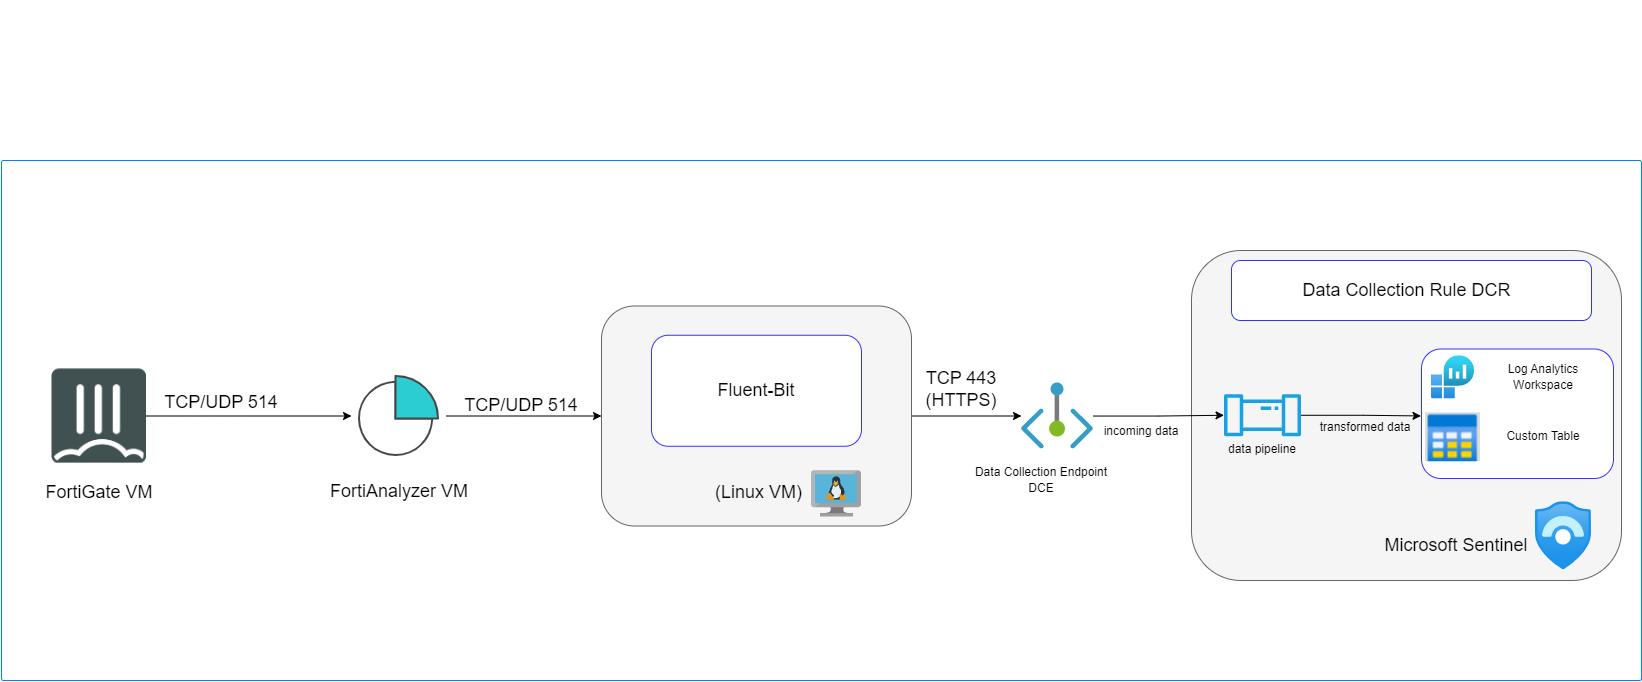 FortiGate VM
TCP/UDP 514
FortiAnalyzer VM
TCP/UDP 514
Fluent-Bit
(Linux VM)
TCP 443
(HTTPS)
Data Collection Endpoint
DCE
incoming data
Data Collection Rule DCR
data pipeline
transformed data
Log Analytics
Workspace
Custom Table
Microsoft Sentinel